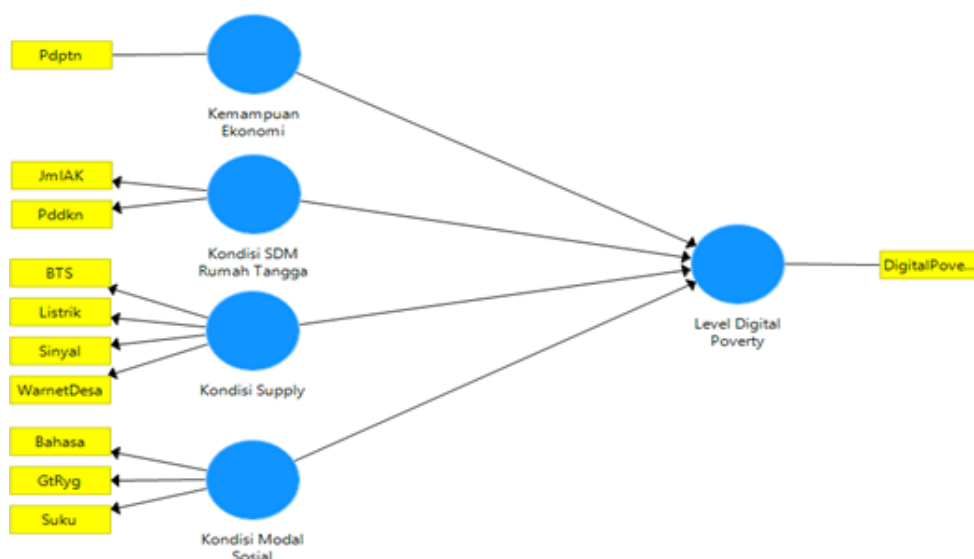 Pdptn
Kemampuan
Ekonomi
JmlAK
Pddkn
Kondisi SDM
Rumah Tangga
BTS
Listrik
Sinyal
WarnetDesa
Kondisi Supply
Bahasa
GtRyg
Suku
Kondisi Modal
Sosial
Level Digital
Poverty
DigitalPove...